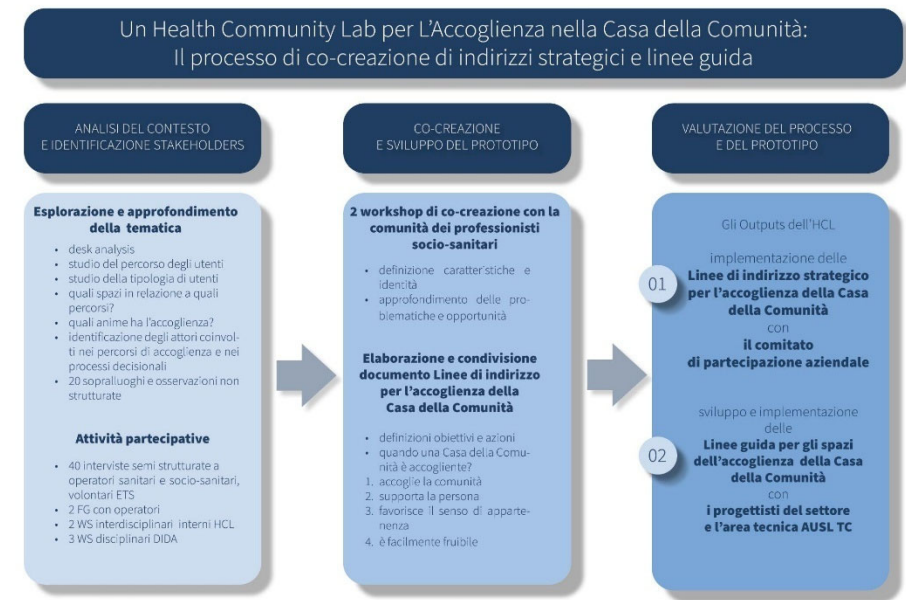 Un Health Community Lab per L'Accoglienza nella Casa della Comunità:
Il processo di co-creazione di indirizzi strategici e linee guida
ANALISI DEL CONTESTO
E IDENTIFICAZIONE STAKEHOLDERS
Esplorazione e approfondimento
della tematica
• desk analysis
• studio del percorso degli utenti
• studio della tipologia di utenti
• quali spazi in relazione a quali
percorsi?
• quali anime ha l'accoglienza?
• identificazione degli attori coinvol-
ti nei percorsi di accoglienza e nei
processi decisionali
• 20 sopralluoghi e osservazioni non
strutturate
Attività partecipative
• 40 interviste semi strutturate a
operatori sanitari e socio-sanitari,
volontari ETS
• 2 FG con operatori
• 2 WS interdisciplinari interni HCL
• 3 WS disciplinari DIDA
CO-CREAZIONE
E SVILUPPO DEL PROTOTIPO
2 workshop di co-creazione con la
comunità dei professionisti
socio-sanitari
• definizione caratteristiche e
identità
• approfondimento delle pro-
blematiche e opportunità
Elaborazione e condivisione
documento Linee di indirizzo
per l'accoglienza della
Casa della Comunità
• definizioni obiettivi e azioni
• quando una Casa della Comu-
nità è accogliente?
1. accoglie la comunità
2. supporta la persona
3. favorisce il senso di apparte-
nenza
4. è facilmente fruibile
VALUTAZIONE DEL PROCESSO
E DEL PROTOTIPO
Gli Outputs dell'HCL
01
implementazione delle
Linee di indirizzo strategico
per l'accoglienza della Casa
della Comunità
con
il comitato
di partecipazione aziendale
02
sviluppo e implementazione
delle
Linee guida per gli spazi
dell'accoglienza della Casa
della Comunità
con
i progettisti del settore
e l'area tecnica AUSL TC